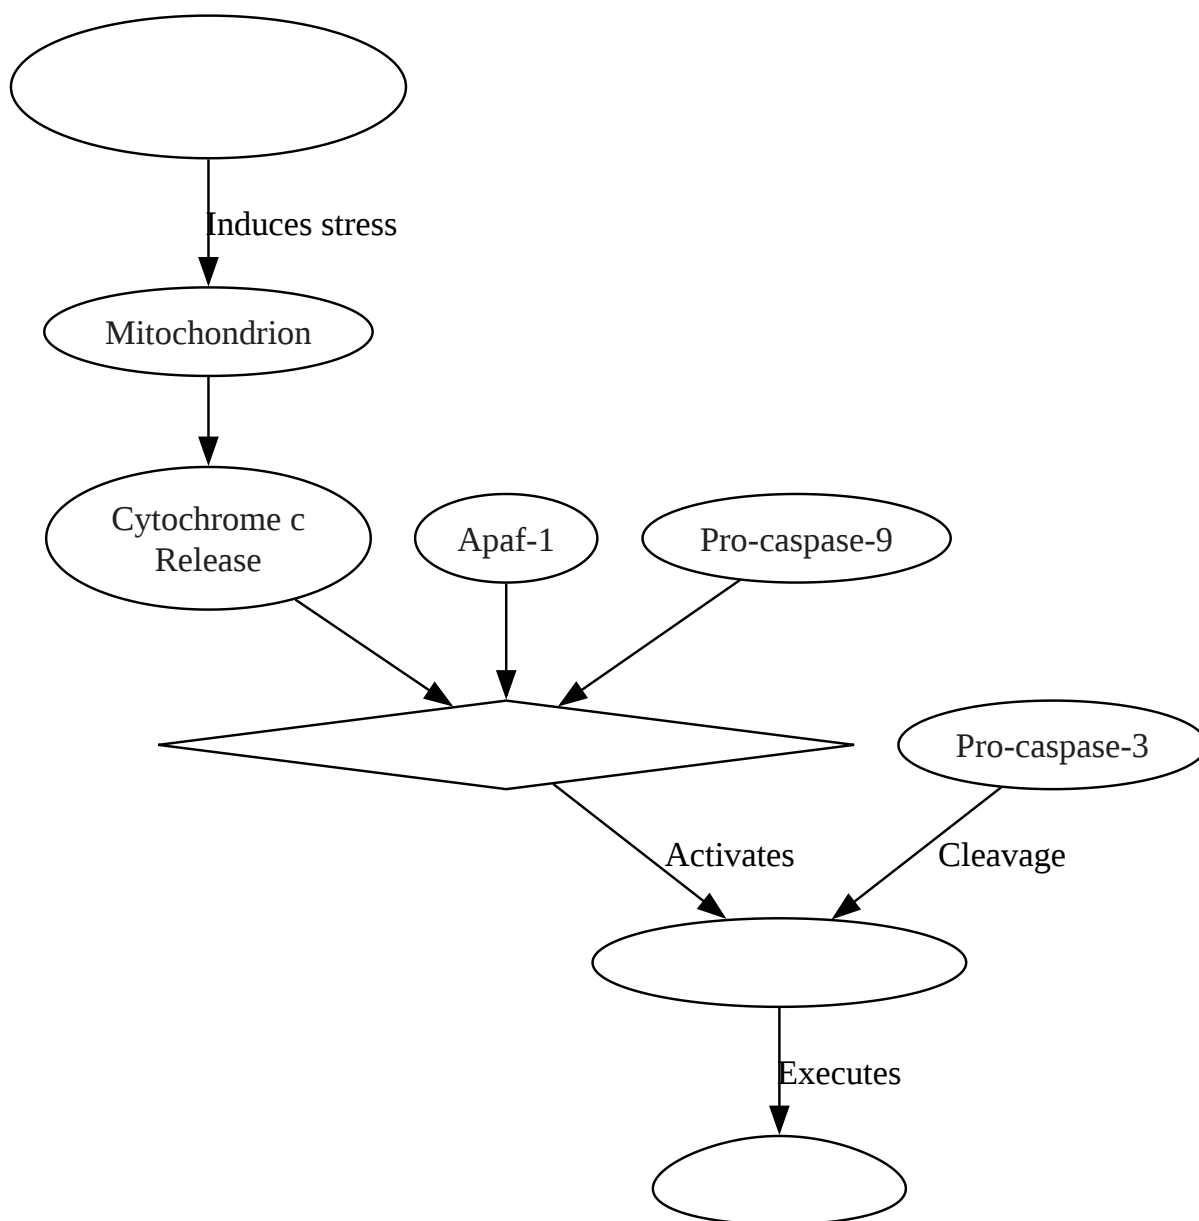 Induces stress
Mitochondrion
Cytochrome c
Release
Apaf-1
Pro-caspase-9
Pro-caspase-3
Activates
Cleavage
Executes